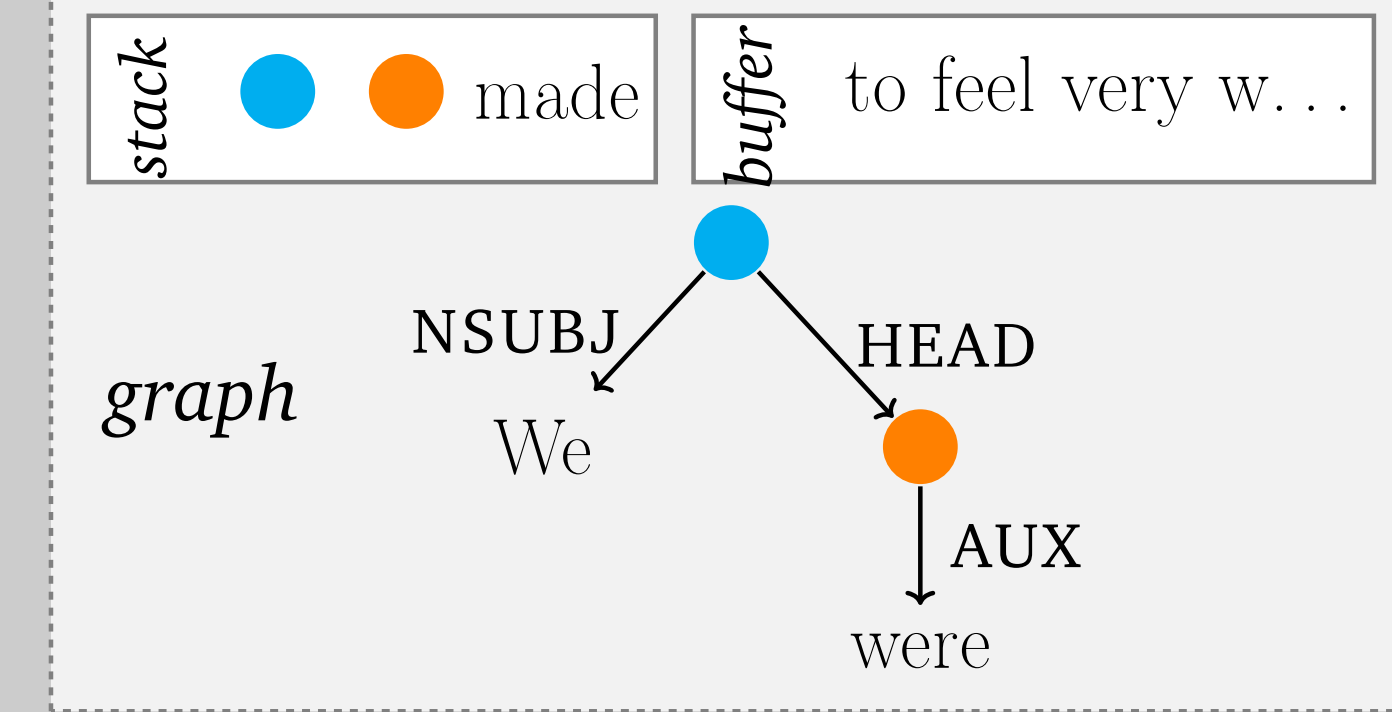 stack made
buffer to feel very w...
NSUBJ
HEAD
graph
We
AUX
were